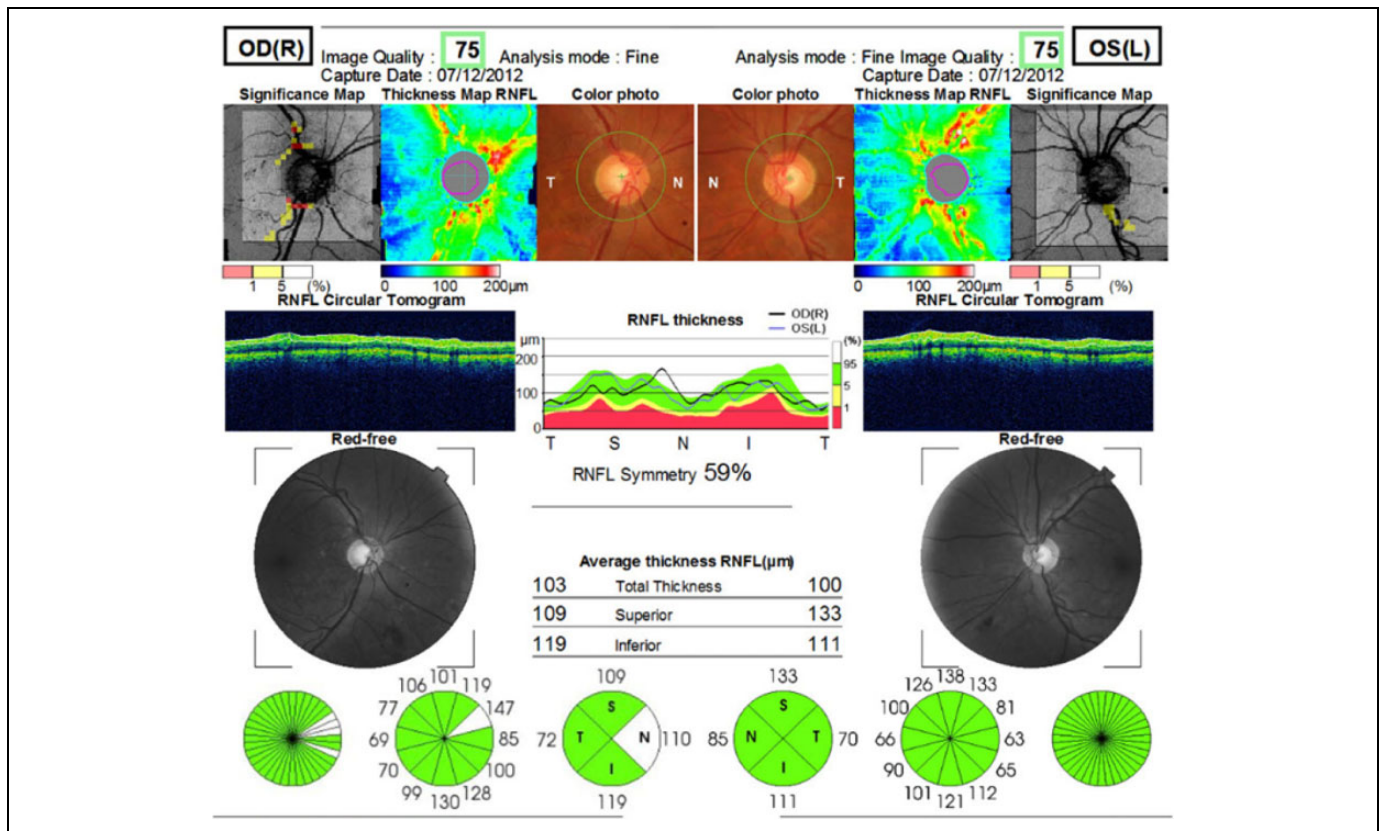 OD(R) Image Quality : 75 Analysis mode : Fine Analysis mode : Fine Image Quality : 75 OS(L)
Capture Date : 07/12/2012 Capture Date : 07/12/2012
Significance Map Thickness Map RNFL Color photo Color photo Thickness Map RNFL Significance Map
T N N T
1 5 (%) 0 100 200µm 0 100 200µm 1 5 (%)
RNFL Circular Tomogram RNFL Circular Tomogram
RNFL thickness OD(R)
OS(L)
µm (%)
200 95
100 5
1
0
T S N I T
Red-free Red-free
RNFL Symmetry 59%
Average thickness RNFL(µm)
103 Total Thickness 100
109 Superior 133
119 Inferior 111
106 101 119 109 133 126 138 133
77 147 S S 100 81
69 85 72 T N 110 85 N T 70 66 63
70 100 I I 90 65
99 130 128 119 111 101 121 112